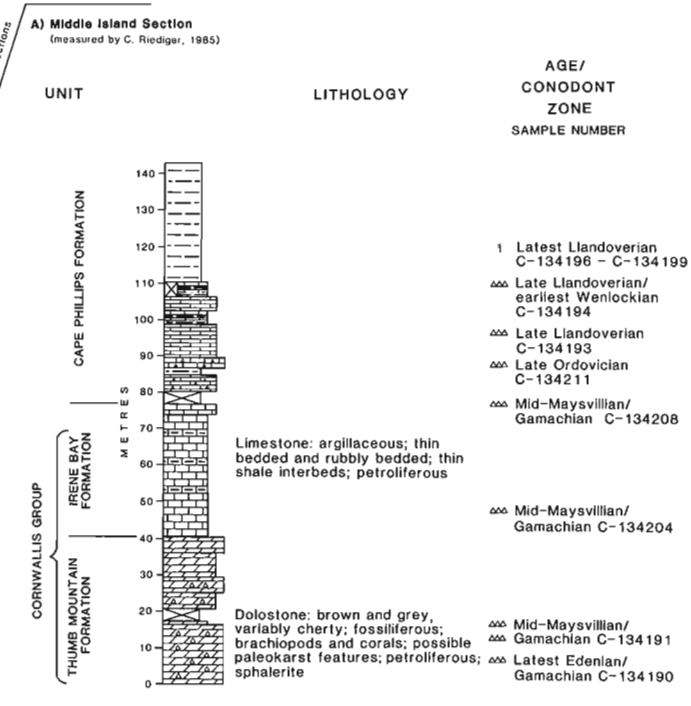 ctions
A) Middle Island Section
(measured by C. Riediger, 1985)
UNIT
LITHOLOGY
AGE/
CONODONT
ZONE
SAMPLE NUMBER
CAPE PHILLIPS FORMATION
CORNWALLIS GROUP
IRENE BAY
FORMATION
THUMB MOUNTAIN
FORMATION
METRES
140
130
120
110
100
90
80
70
60
50
40
30
20
10
0
Limestone: argillaceous; thin
bedded and rubbly bedded; thin
shale interbeds; petroliferous
Dolostone: brown and grey,
variably cherty; fossiliferous;
brachiopods and corals; possible
paleokarst features; petroliferous;
sphalerite
Latest Llandoverian
C-134196 - C-134199
Late Llandoverian/
earliest Wenlockian
C-134194
Late Llandoverian
C-134193
Late Ordovician
C-134211
Mid-Maysvillian/
Gamachian C-134208
Mid-Maysvillian/
Gamachian C-134204
Mid-Maysvillian/
Gamachian C-134191
Latest Edenian/
Gamachian C-134190